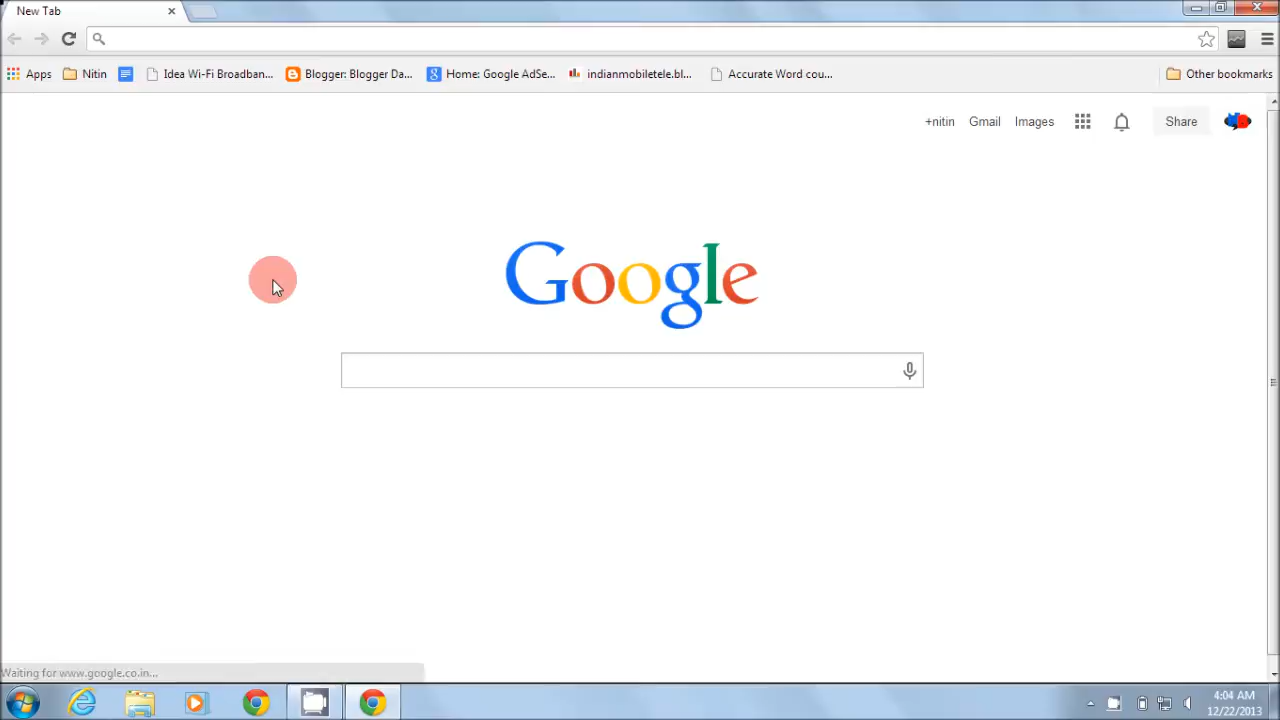 New Tab
Apps Nitin Idea Wi-Fi Broadban... Blogger: Blogger Da... Home: Google AdSe... indianmobiletele.bl... Accurate Word cou... Other bookmarks
+nitin Gmail Images Share
Google
Waiting for www.google.co.in...
4:04 AM
12/22/2013